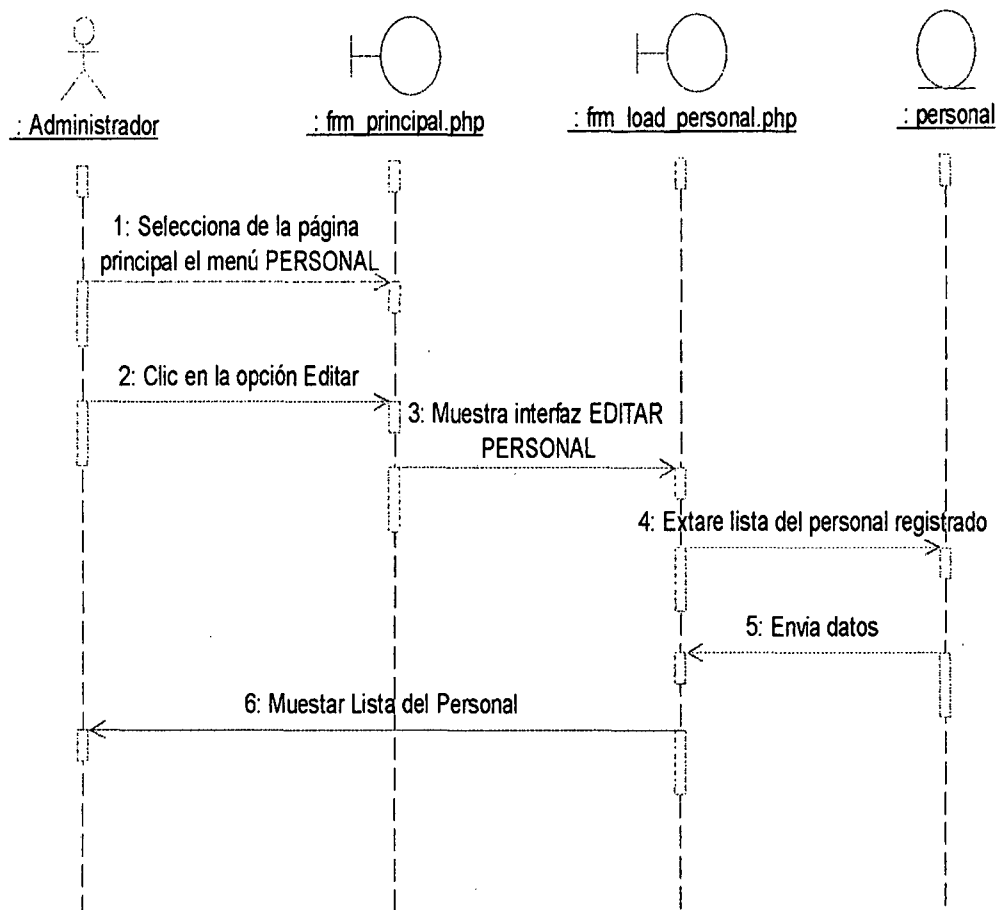 : Administrador
: frm_principal.php
: frm_load_personal.php
: personal
1: Selecciona de la página
principal el menú PERSONAL
2: Clic en la opción Editar
3: Muestra interfaz EDITAR
PERSONAL
4: Extare lista del personal registrado
5: Envia datos
6: Muestar Lista del Personal